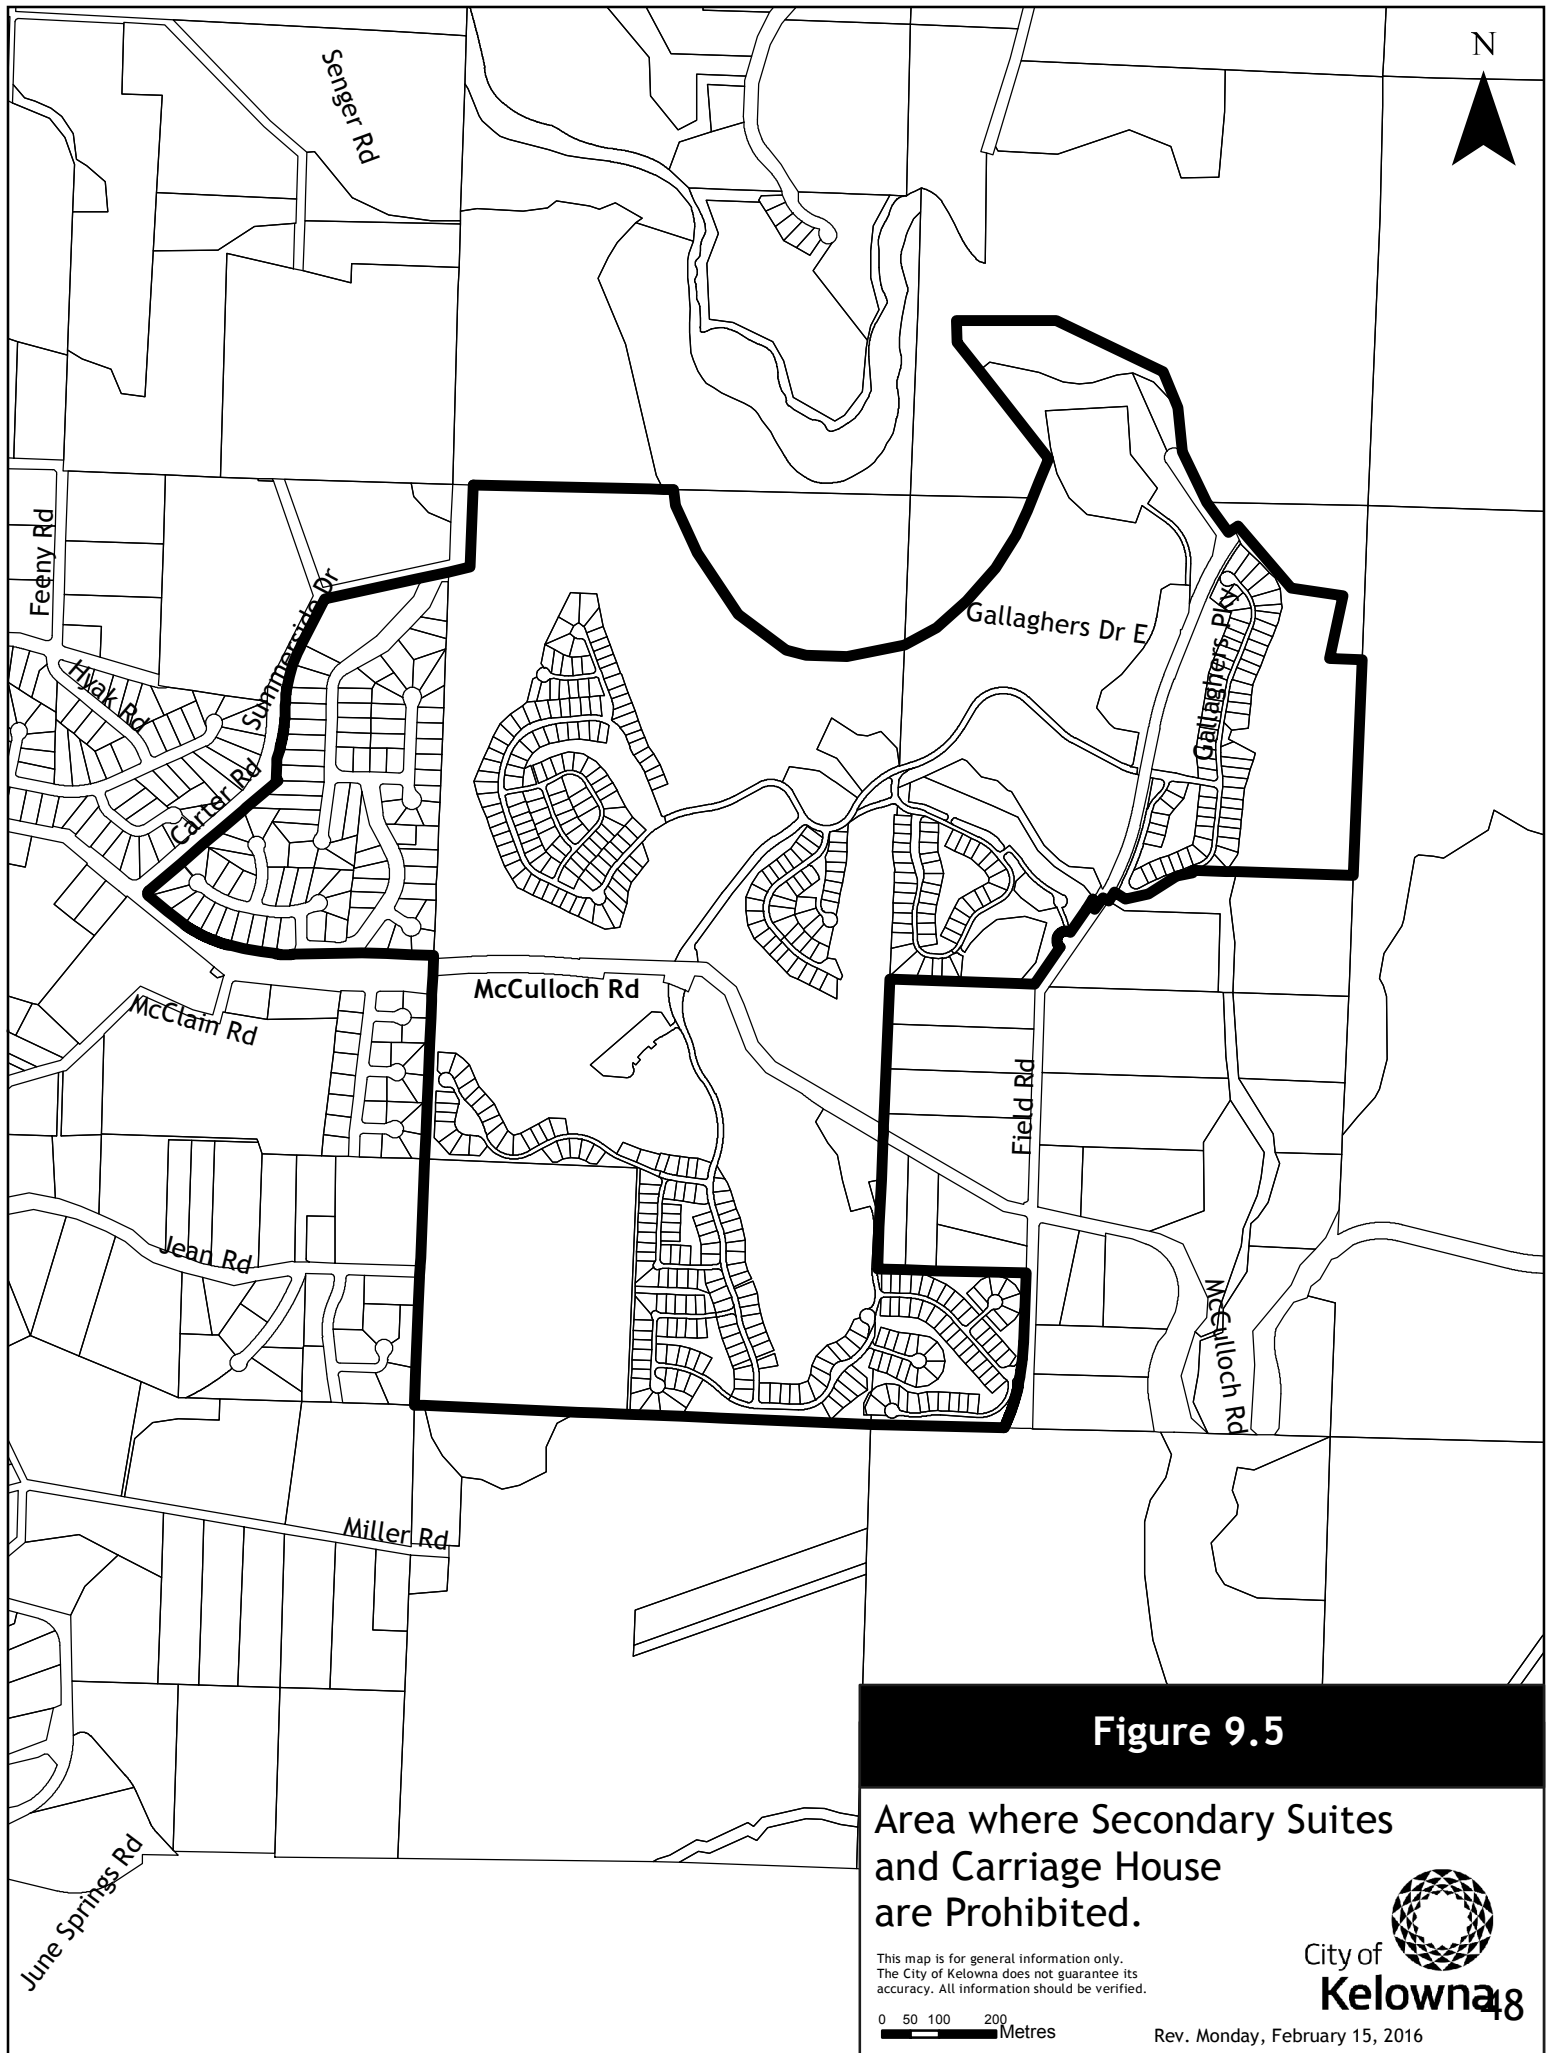 N
Senger Rd
Feeny Rd
Summerside Dr
Hyak Rd
Carter Rd
Gallaghers Dr E
Gallaghers Pky
McCulloch Rd
McClain Rd
Field Rd
Jean Rd
McCulloch Rd
Miller Rd
June Springs Rd
Figure 9.5
Area where Secondary Suites
and Carriage House
are Prohibited.
This map is for general information only.
The City of Kelowna does not guarantee its
accuracy. All information should be verified.
0 50 100 200
Metres
City of
Kelowna
48
Rev. Monday, February 15, 2016